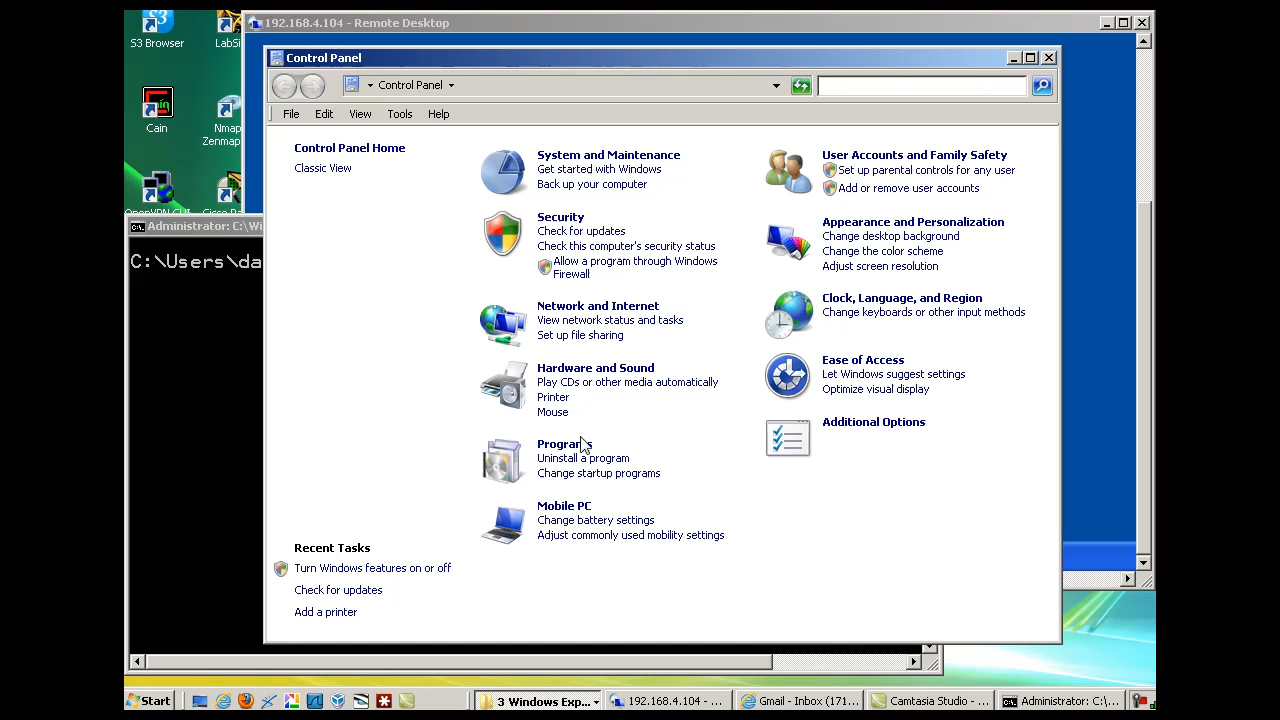 S3 Browser
LabSi
192.168.4.104 - Remote Desktop
Control Panel
Control Panel
File Edit View Tools Help
Cain
Nmap
Zenmap
Administrator: C:\Wi
C:\Users\da
Control Panel Home
Classic View
System and Maintenance
Get started with Windows
Back up your computer
Security
Check for updates
Check this computer's security status
Allow a program through Windows
Firewall
Network and Internet
View network status and tasks
Set up file sharing
Hardware and Sound
Play CDs or other media automatically
Printer
Mouse
Programs
Uninstall a program
Change startup programs
Mobile PC
Change battery settings
Adjust commonly used mobility settings
User Accounts and Family Safety
Set up parental controls for any user
Add or remove user accounts
Appearance and Personalization
Change desktop background
Change the color scheme
Adjust screen resolution
Clock, Language, and Region
Change keyboards or other input methods
Ease of Access
Let Windows suggest settings
Optimize visual display
Additional Options
Recent Tasks
Turn Windows features on or off
Check for updates
Add a printer
Start
3 Windows Exp...
192.168.4.104 - ...
Gmail - Inbox (171...
Camtasia Studio - ...
Administrator: C:\...